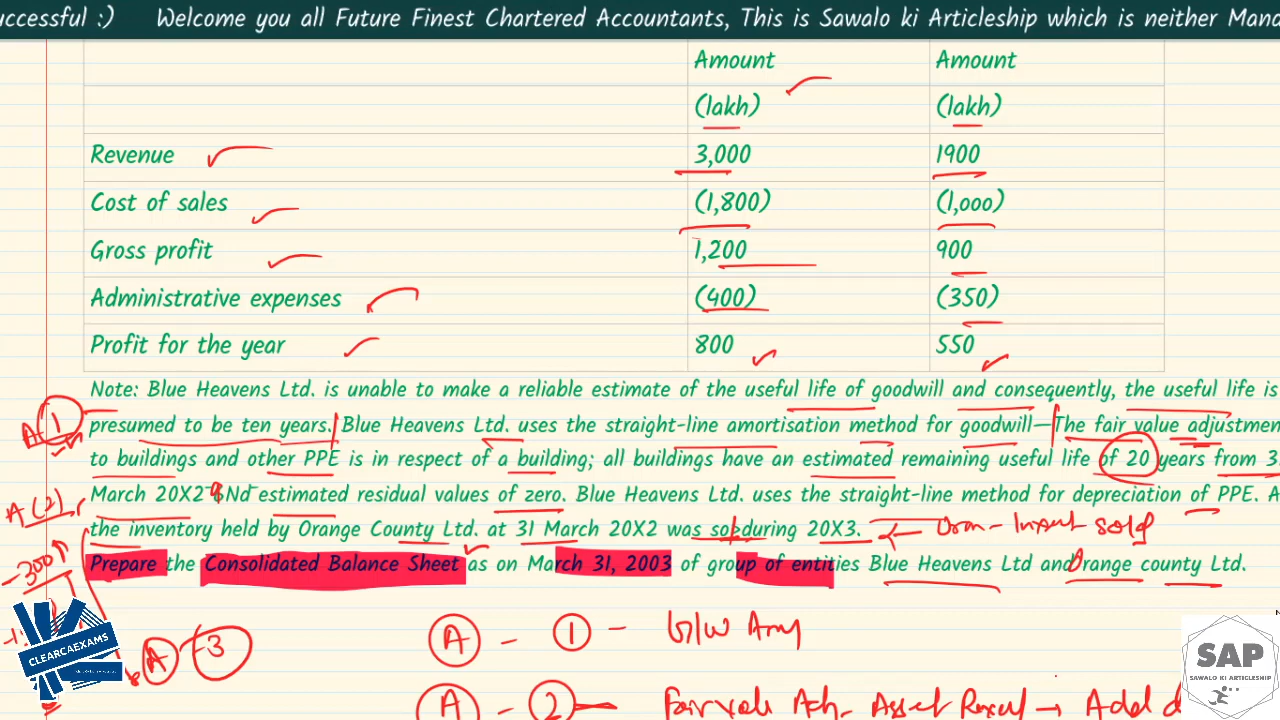 uccessful :) Welcome you all Future Finest Chartered Accountants, This is Sawalo ki Articleship which is neither Mand
Amount Amount
(lakh) (lakh)
Revenue 3,000 1900
Cost of sales (1,800) (1,000)
Gross profit 1,200 900
Administrative expenses (400) (350)
Profit for the year 800 550
Note: Blue Heavens Ltd. is unable to make a reliable estimate of the useful life of goodwill and consequently, the useful life is
A 1 presumed to be ten years. Blue Heavens Ltd. uses the straight-line amortisation method for goodwill—The fair value adjustmen
to buildings and other PPE is in respect of a building; all buildings have an estimated remaining useful life of 20 years from 3
A(2) March 20X2 Nd estimated residual values of zero. Blue Heavens Ltd. uses the straight-line method for depreciation of PPE. A
the inventory held by Orange County Ltd. at 31 March 20X2 was so during 20X3.
Prepare the Consolidated Balance Sheet as on March 31, 2003 of group of entities Blue Heavens Ltd and Orange county Ltd.
-300
CLEARCAEXAMS
A - 3
A - 1 - G/W
SAP
SAWALO KI ARTICLESHIP
A - 2 Asset Add